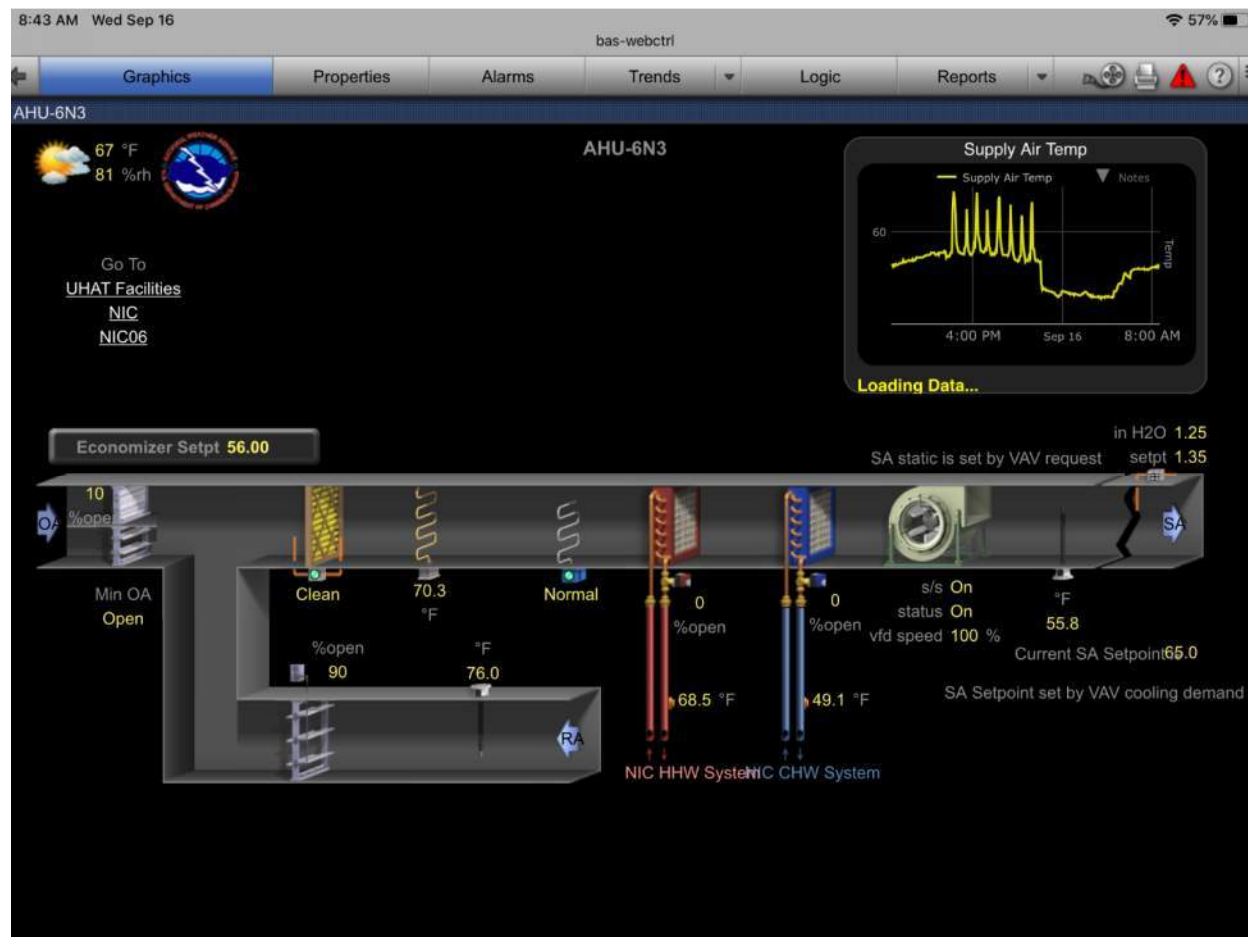 8:43 AM Wed Sep 16
57%
bas-webctrl
Graphics Properties Alarms Trends Logic Reports
AHU-6N3
67 °F
81 %rh
AHU-6N3
Supply Air Temp
Supply Air Temp Notes
60
Temp
4:00 PM Sep 16 8:00 AM
Loading Data...
Go To
UHAT Facilities
NIC
NIC06
Economizer Setpt 56.00
in H2O 1.25
SA static is set by VAV request setpt 1.35
10
%open
OA
SA
Min OA
Open
Clean
70.3
°F
Normal
0
%open
0
%open
s/s On
status On
vfd speed 100 %
°F
55.8
Current SA Setpoint 65.0
SA Setpoint set by VAV cooling demand
%open
90
°F
76.0
RA
68.5 °F
49.1 °F
NIC HHW System
NIC CHW System